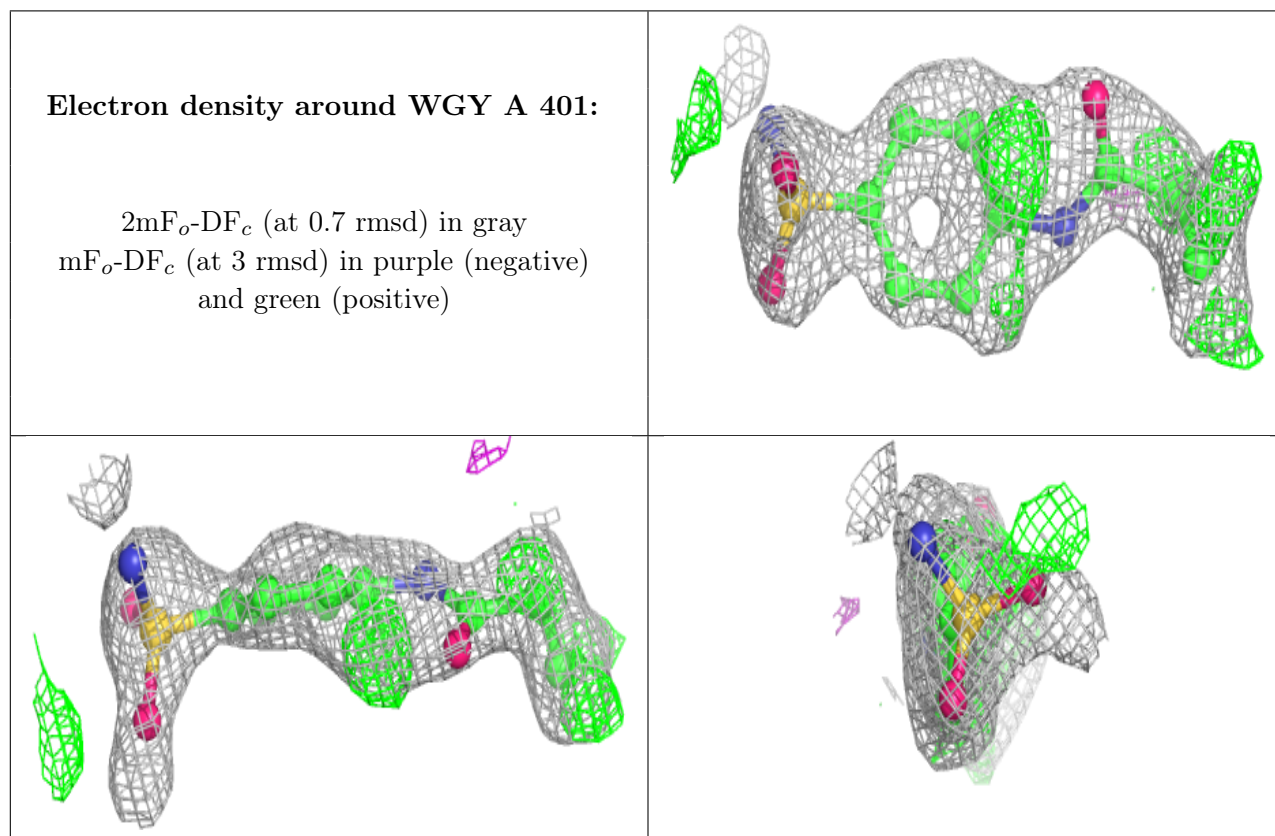 Electron density around WGY A 401:
2mFo-DFc (at 0.7 rmsd) in gray
mFo-DFc (at 3 rmsd) in purple (negative)
and green (positive)